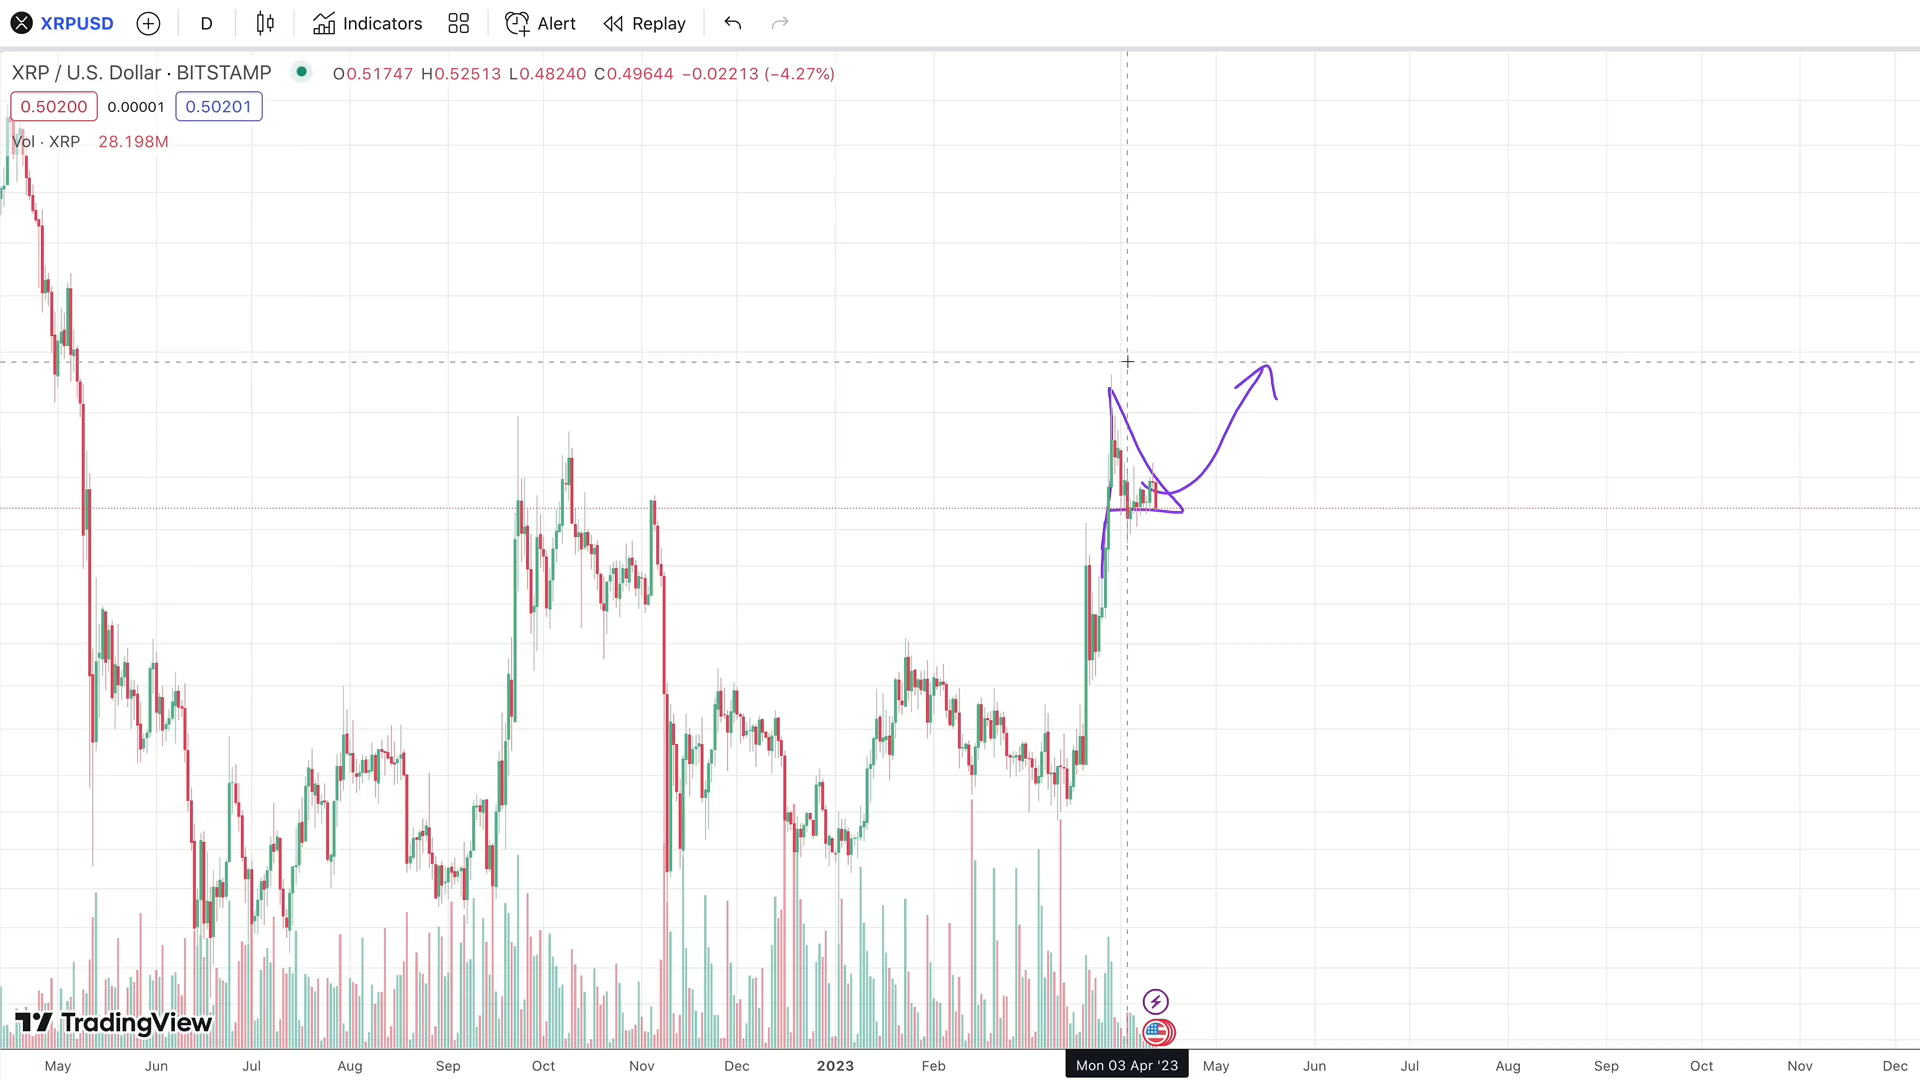 XRPUSD D Indicators Alert Replay
XRP / U.S. Dollar · BITSTAMP O0.51747 H0.52513 L0.48240 C0.49644 −0.02213 (−4.27%)
0.50200 0.00001 0.50201
Vol · XRP 28.198M
TradingView
May Jun Jul Aug Sep Oct Nov Dec 2023 Feb Mon 03 Apr '23 May Jun Jul Aug Sep Oct Nov Dec